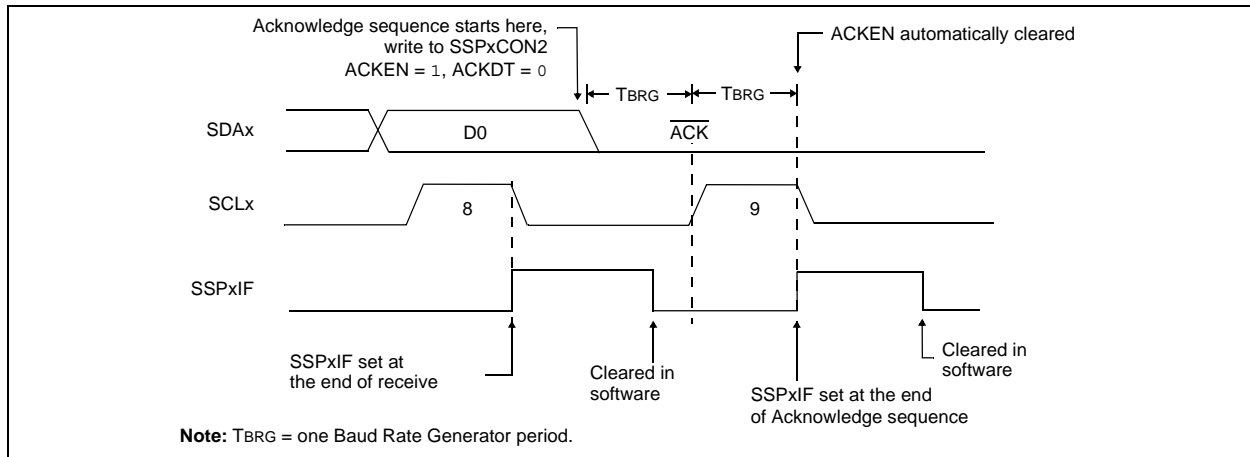 Acknowledge sequence starts here,
write to SSPxCON2
ACKEN = 1, ACKDT = 0
ACKEN automatically cleared
TBRG
TBRG
SDAx
D0
ACK
SCLx
8
9
SSPxIF
SSPxIF set at
the end of receive
Cleared in
software
SSPxIF set at the end
of Acknowledge sequence
Cleared in
software
Note: TBRG = one Baud Rate Generator period.